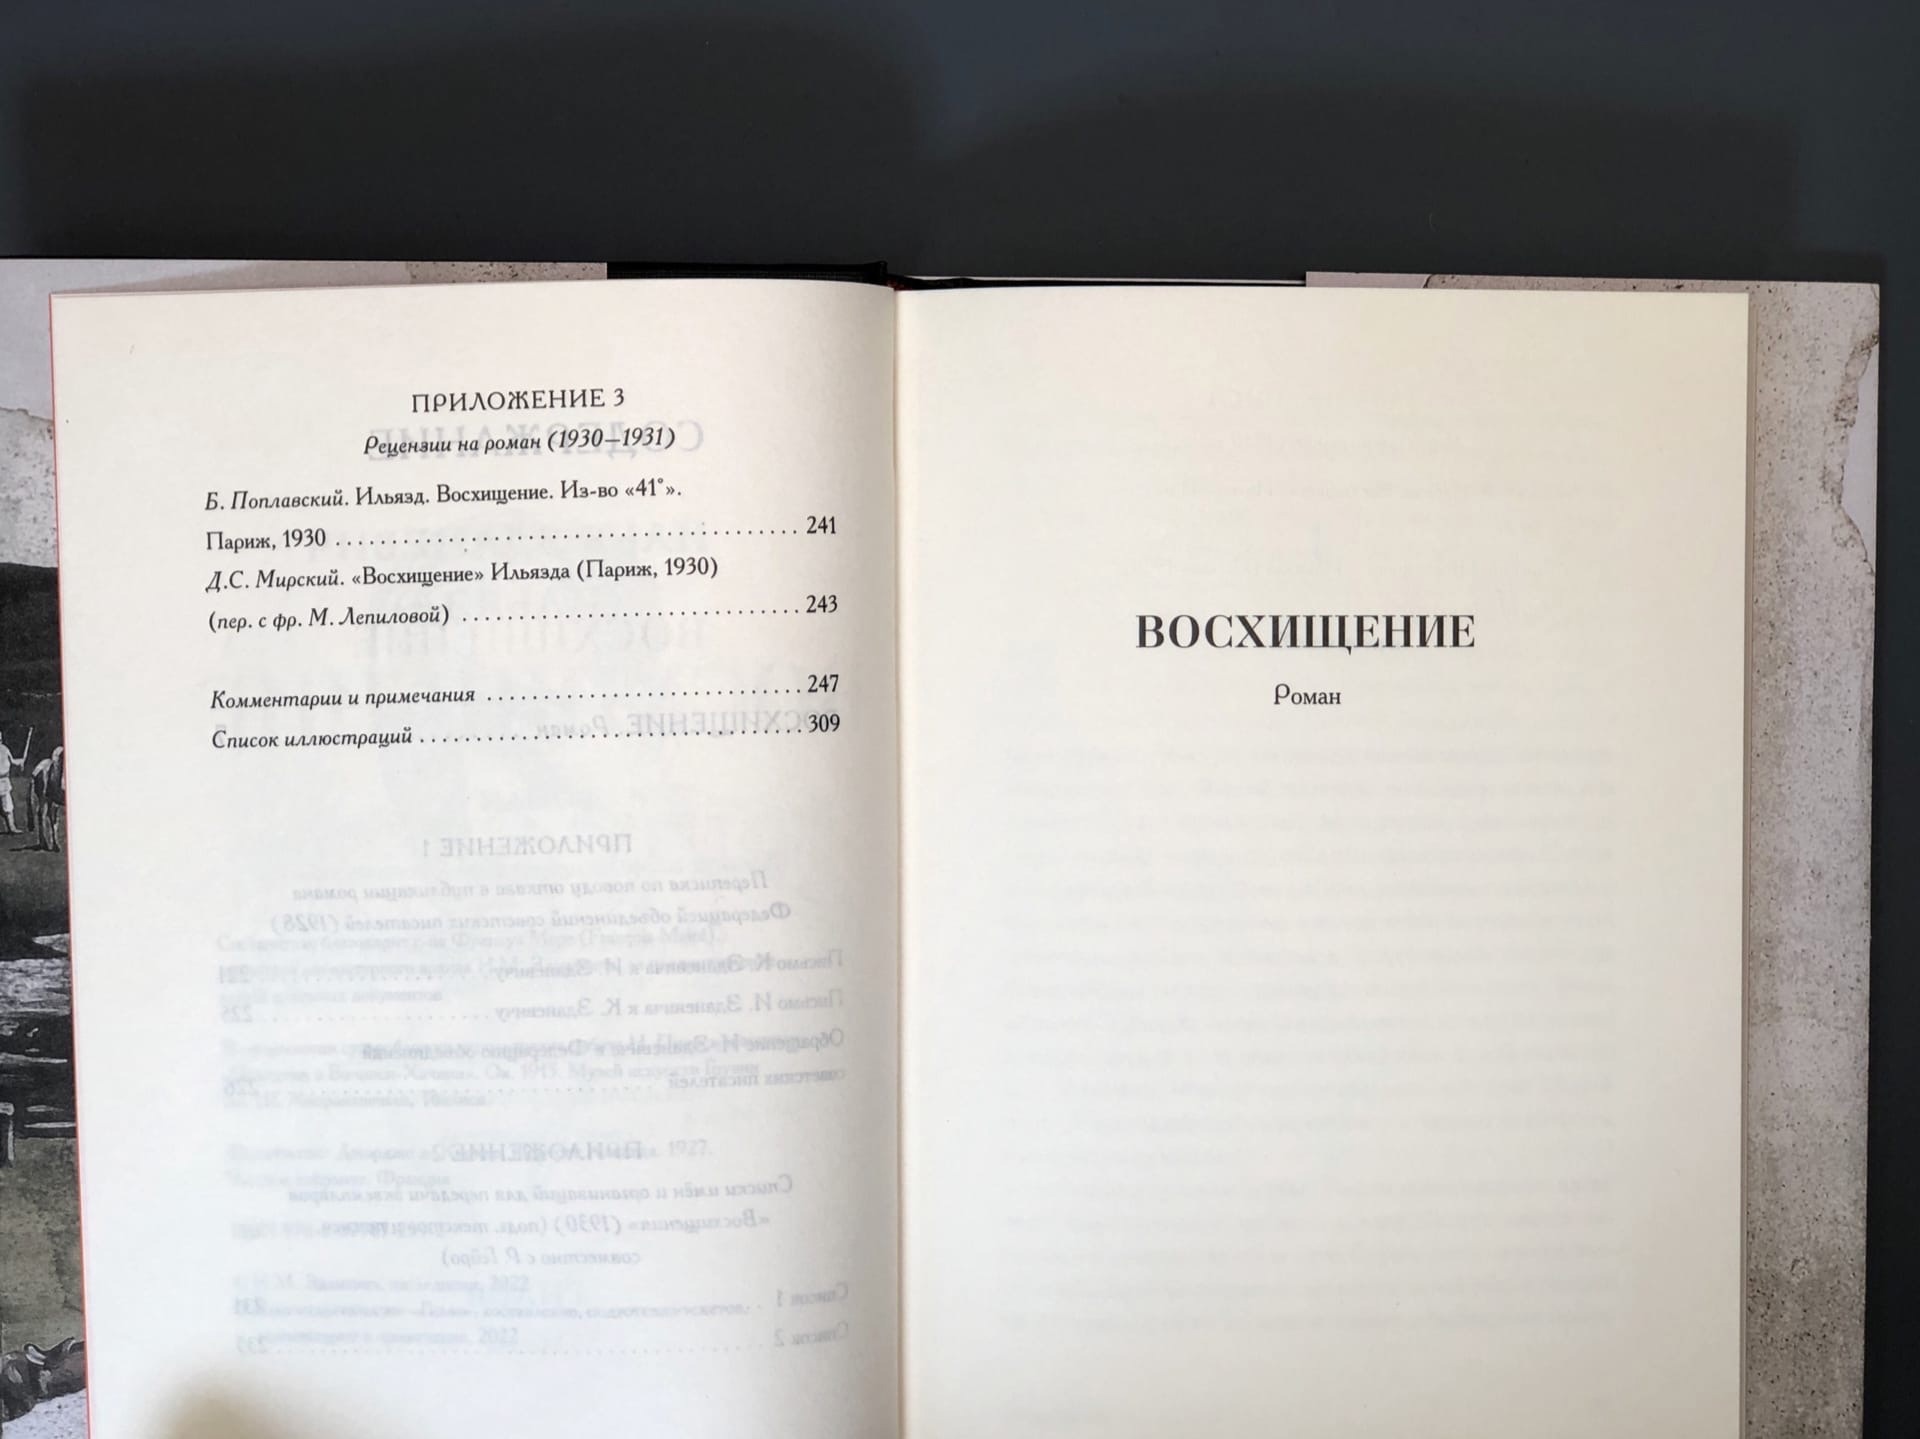 ПРИЛОЖЕНИЕ 3
Рецензии на роман (1930—1931)
Б. Поплавский. Ильязд. Восхищение. Из-во «41°».
Париж, 1930 . . . . . . . . . . . . . . . . . . . . . . . . . . . . . . . . . . . . . . . . 241
Д.С. Мирский. «Восхищение» Ильязда (Париж, 1930)
(пер. с фр. М. Лепиловой) . . . . . . . . . . . . . . . . . . . . . . . . . . . . . 243
Комментарии и примечания . . . . . . . . . . . . . . . . . . . . . . . . . . . 247
Список иллюстраций . . . . . . . . . . . . . . . . . . . . . . . . . . . . . . . . . 309
ВОСХИЩЕНИЕ
Роман